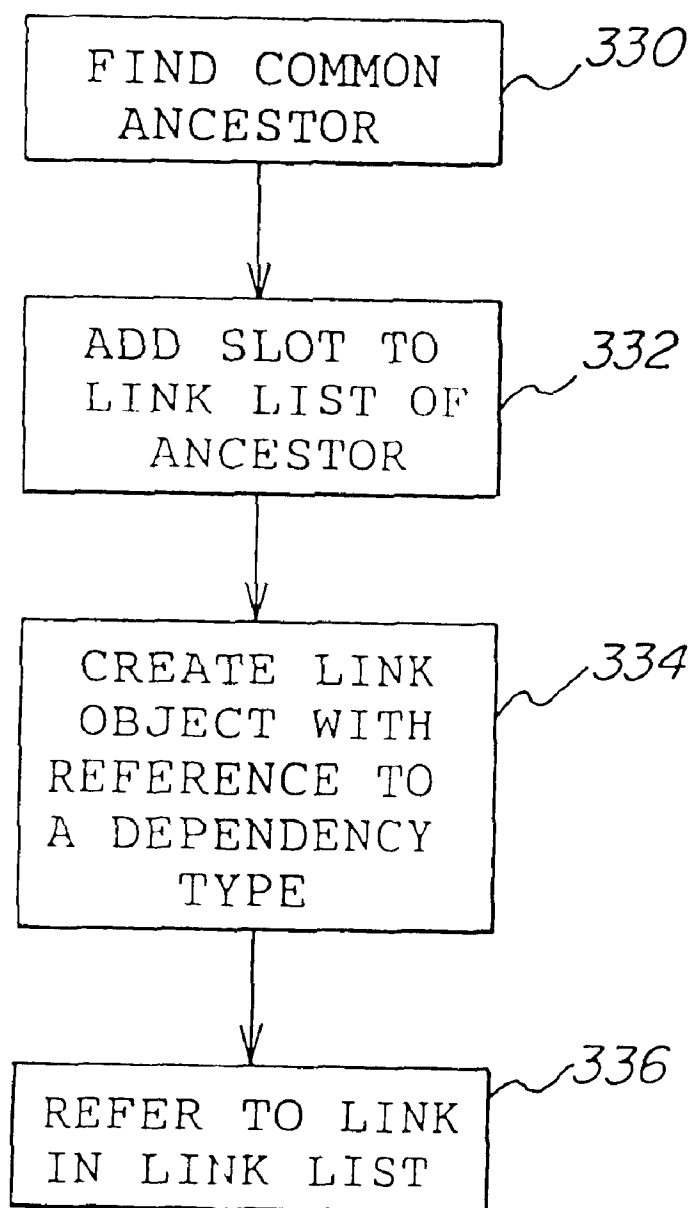 FIND COMMON
ANCESTOR
330
ADD SLOT TO
LINK LIST OF
ANCESTOR
332
CREATE LINK
OBJECT WITH
REFERENCE TO
A DEPENDENCY
TYPE
334
REFER TO LINK
IN LINK LIST
336